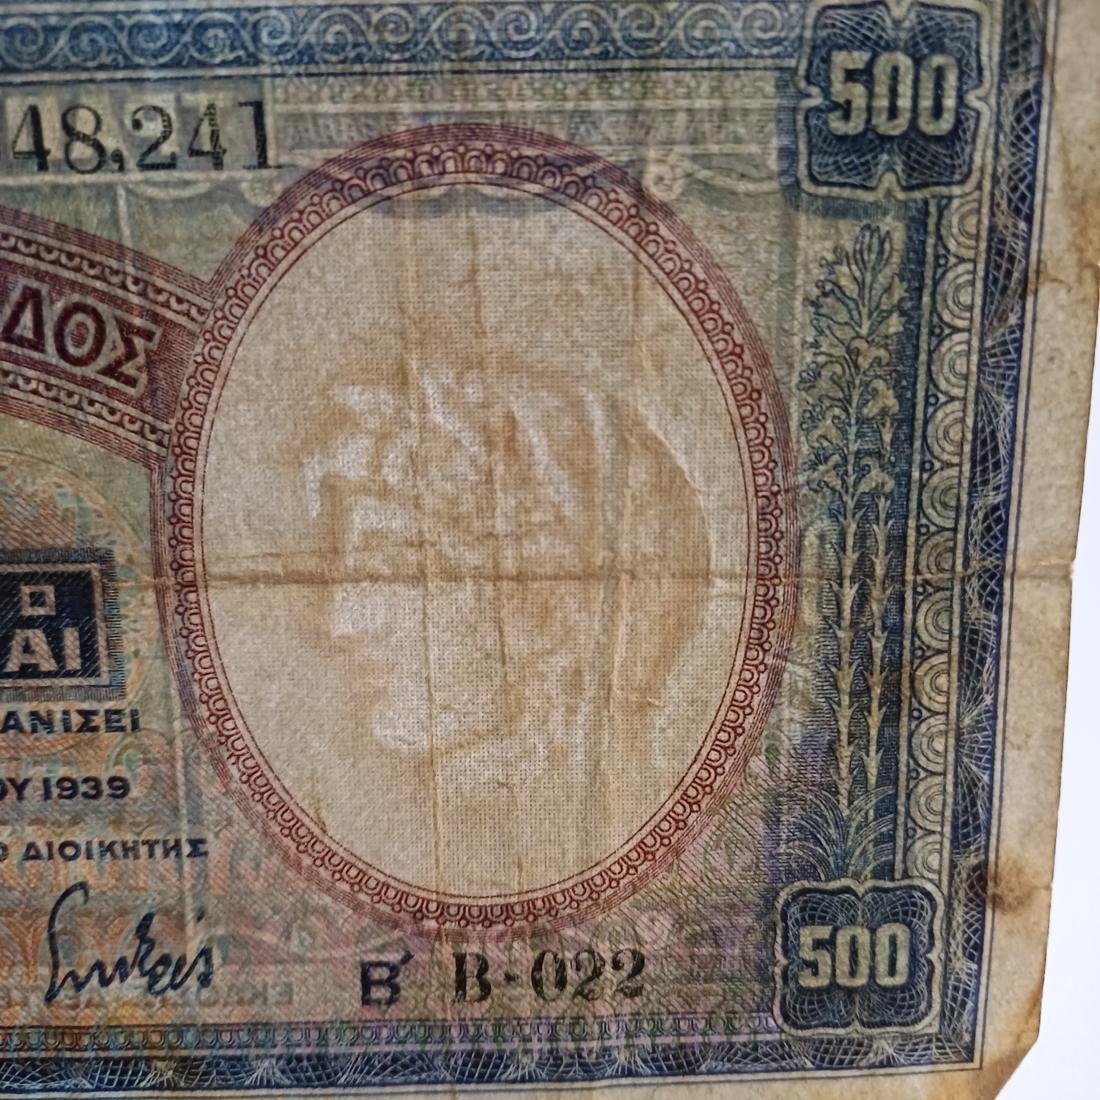 500
48,241
ΔΟΣ
Ο
ΑΙ
ΑΝΙΣΕΙ
ΟΥ 1939
Ο ΔΙΟΙΚΗΤΗΣ
Β΄ B-022
500